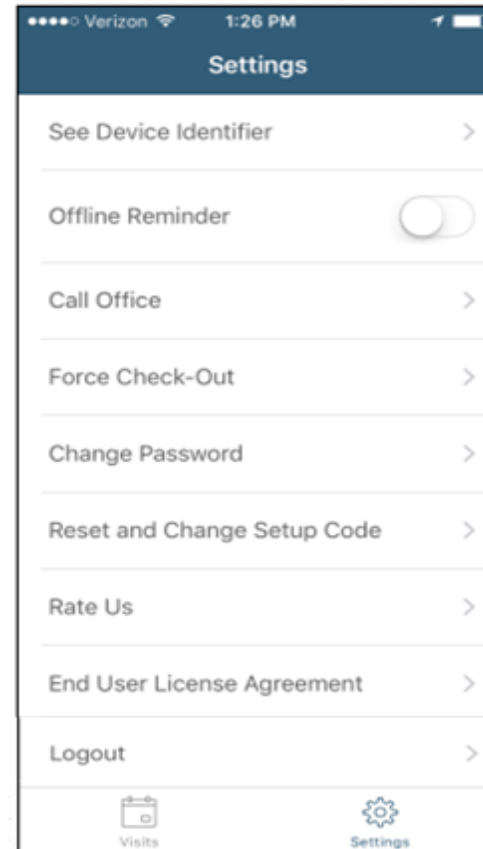 Verizon 1:26 PM
Settings
See Device Identifier
Offline Reminder
Call Office
Force Check-Out
Change Password
Reset and Change Setup Code
Rate Us
End User License Agreement
Logout
Visits Settings